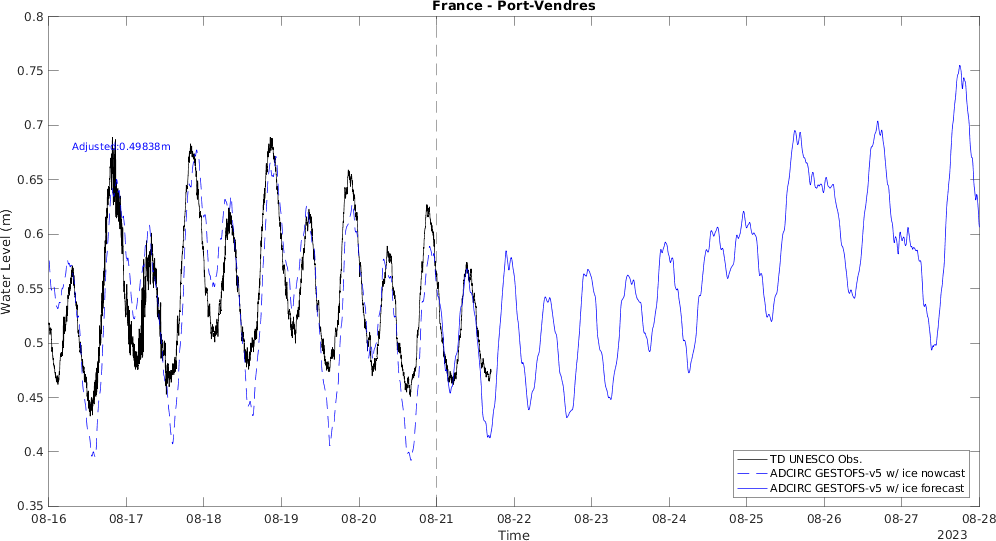 France - Port-Vendres
0.8
0.75
0.7
0.65
0.6
0.55
0.5
0.45
0.4
0.35
Water Level (m)
Adjusted:0.49838m
TD UNESCO Obs.
ADCIRC GESTOFS-v5 w/ ice nowcast
ADCIRC GESTOFS-v5 w/ ice forecast
08-16 08-17 08-18 08-19 08-20 08-21 08-22 08-23 08-24 08-25 08-26 08-27 08-28
Time
2023